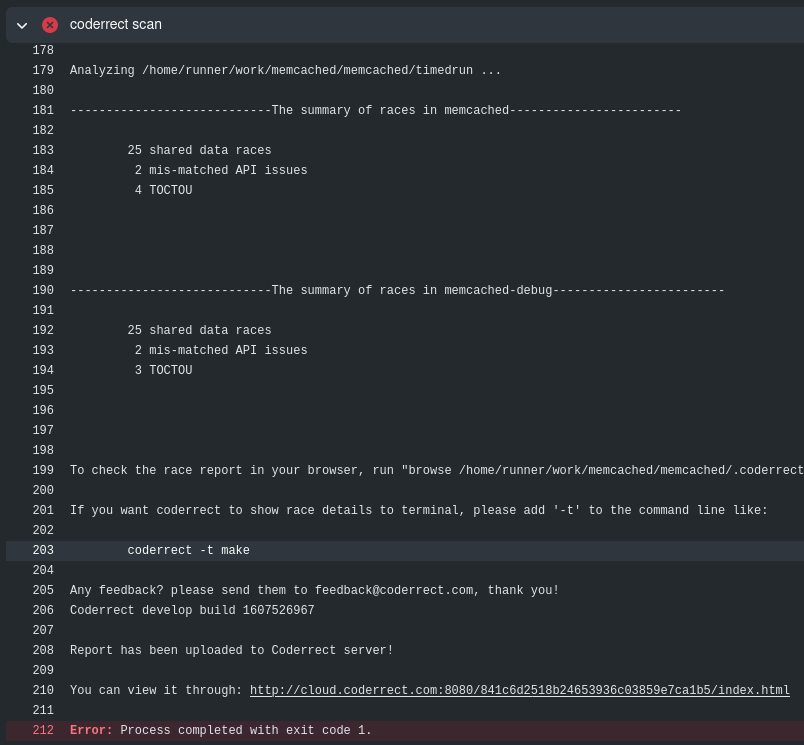 coderrect scan
178
179 Analyzing /home/runner/work/memcached/memcached/timedrun ...
180
181 ----------------------------The summary of races in memcached------------------------
182
183 25 shared data races
184 2 mis-matched API issues
185 4 TOCTOU
186
187
188
189
190 ----------------------------The summary of races in memcached-debug------------------------
191
192 25 shared data races
193 2 mis-matched API issues
194 3 TOCTOU
195
196
197
198
199 To check the race report in your browser, run "browse /home/runner/work/memcached/memcached/.coderrect
200
201 If you want coderrect to show race details to terminal, please add '-t' to the command line like:
202
203 coderrect -t make
204
205 Any feedback? please send them to feedback@coderrect.com, thank you!
206 Coderrect develop build 1607526967
207
208 Report has been uploaded to Coderrect server!
209
210 You can view it through: http://cloud.coderrect.com:8080/841c6d2518b24653936c03859e7ca1b5/index.html
211
212 Error: Process completed with exit code 1.